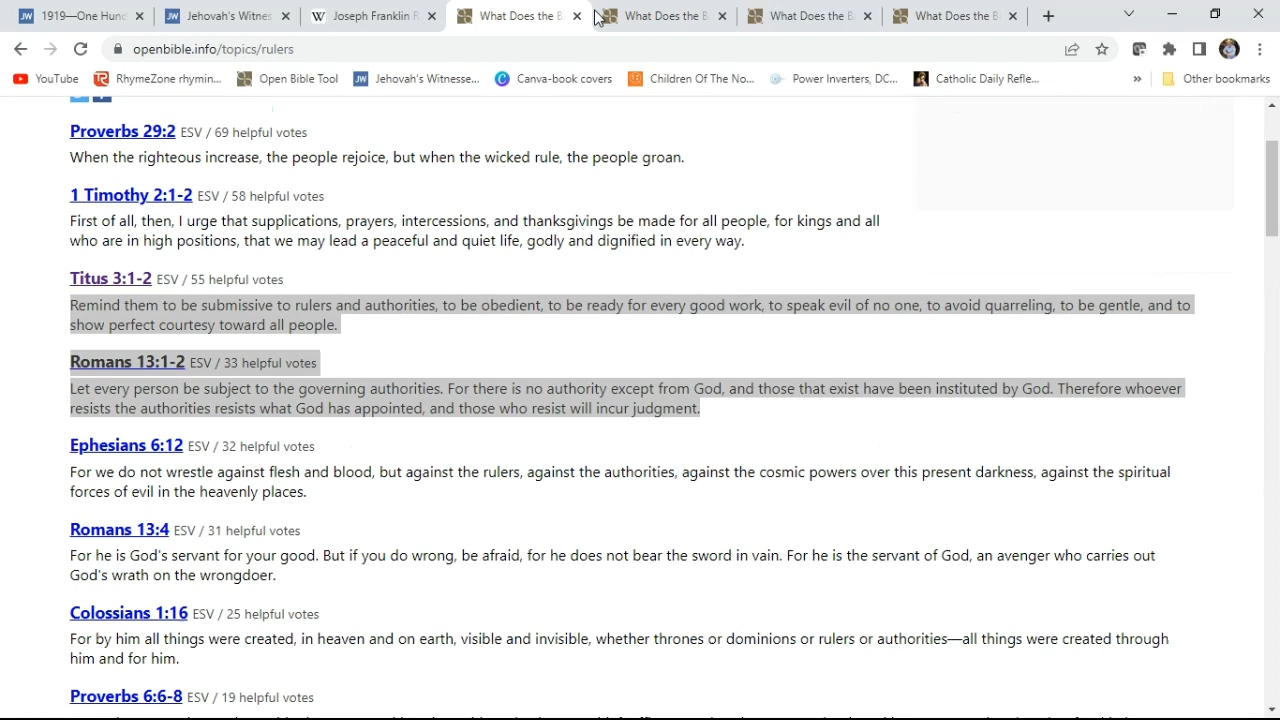 1919—One Hund
Jehovah's Witnes
Joseph Franklin R
What Does the B
What Does the B
What Does the B
What Does the B
openbible.info/topics/rulers
YouTube
RhymeZone rhymin...
Open Bible Tool
Jehovah's Witnesse...
Canva-book covers
Children Of The No...
Power Inverters, DC...
Catholic Daily Refle...
»
Other bookmarks
Proverbs 29:2 ESV / 69 helpful votes
When the righteous increase, the people rejoice, but when the wicked rule, the people groan.
1 Timothy 2:1-2 ESV / 58 helpful votes
First of all, then, I urge that supplications, prayers, intercessions, and thanksgivings be made for all people, for kings and all
who are in high positions, that we may lead a peaceful and quiet life, godly and dignified in every way.
Titus 3:1-2 ESV / 55 helpful votes
Remind them to be submissive to rulers and authorities, to be obedient, to be ready for every good work, to speak evil of no one, to avoid quarreling, to be gentle, and to
show perfect courtesy toward all people.
Romans 13:1-2 ESV / 33 helpful votes
Let every person be subject to the governing authorities. For there is no authority except from God, and those that exist have been instituted by God. Therefore whoever
resists the authorities resists what God has appointed, and those who resist will incur judgment.
Ephesians 6:12 ESV / 32 helpful votes
For we do not wrestle against flesh and blood, but against the rulers, against the authorities, against the cosmic powers over this present darkness, against the spiritual
forces of evil in the heavenly places.
Romans 13:4 ESV / 31 helpful votes
For he is God's servant for your good. But if you do wrong, be afraid, for he does not bear the sword in vain. For he is the servant of God, an avenger who carries out
God's wrath on the wrongdoer.
Colossians 1:16 ESV / 25 helpful votes
For by him all things were created, in heaven and on earth, visible and invisible, whether thrones or dominions or rulers or authorities—all things were created through
him and for him.
Proverbs 6:6-8 ESV / 19 helpful votes